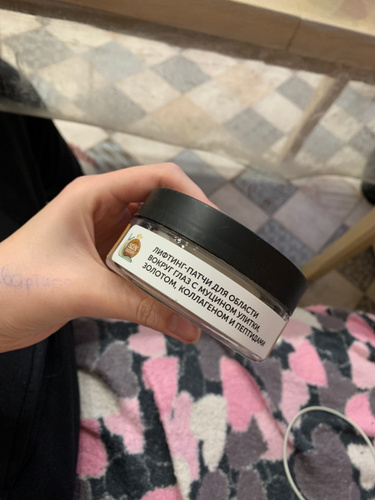 ЛИФТИНГ-ПАТЧИ ДЛЯ ОБЛАСТИ
ВОКРУГ ГЛАЗ С МУЦИНОМ УЛИТКИ,
ЗОЛОТОМ, КОЛЛАГЕНОМ И ПЕПТИДАМИ